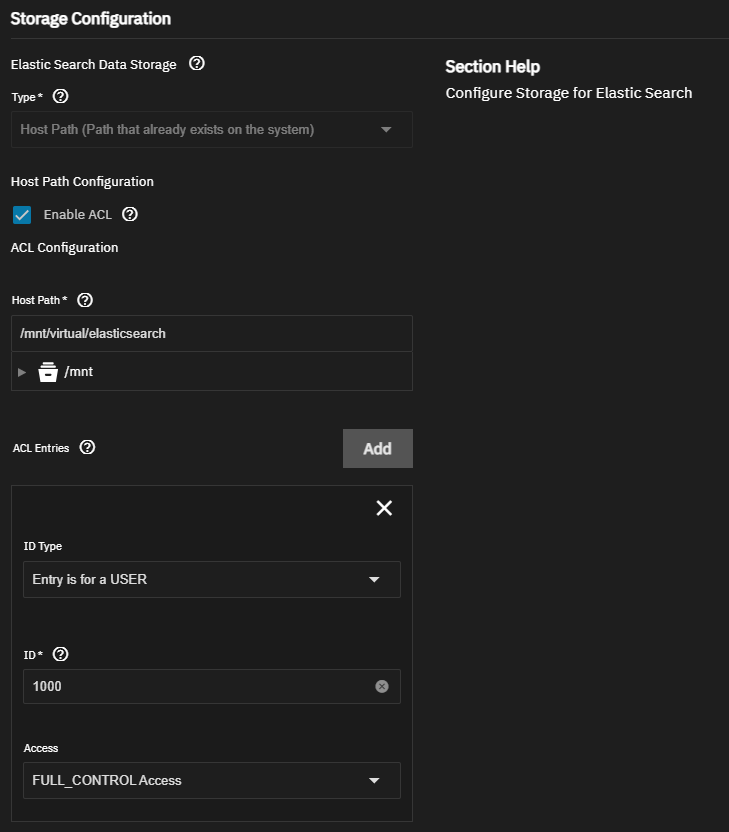 Storage Configuration
Elastic Search Data Storage
Type *
Host Path (Path that already exists on the system)
Host Path Configuration
Enable ACL
ACL Configuration
Host Path *
/mnt/virtual/elasticsearch
/mnt
ACL Entries
Add
ID Type
Entry is for a USER
ID *
1000
Access
FULL_CONTROL Access
Section Help
Configure Storage for Elastic Search